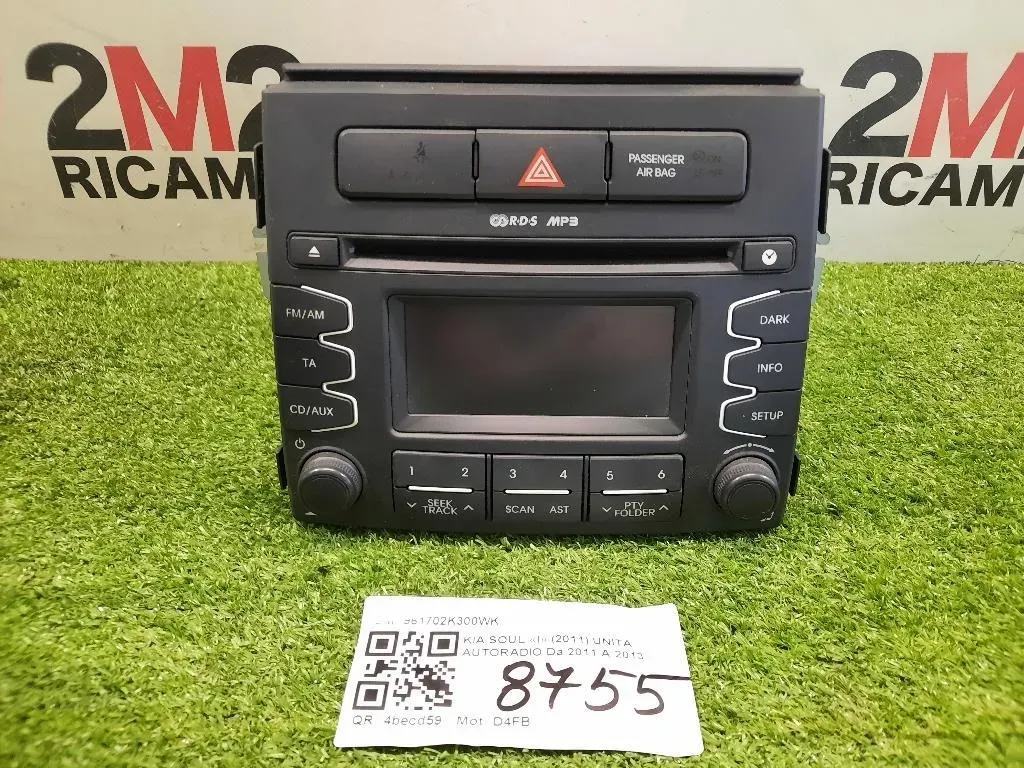 2M2
RICAM
2M
RICAM
PASSENGER
AIR BAG
R·D·S MP3
FM/AM
DARK
TA
INFO
CD/AUX
SETUP
1 2 3 4 5 6
SEEK
TRACK
SCAN AST
PTY
FOLDER
961702K300WK
KIA SOUL «I» (2011) UNITA
AUTORADIO Da 2011 A 2013
8755
QR 4becd59 Mot D4FB